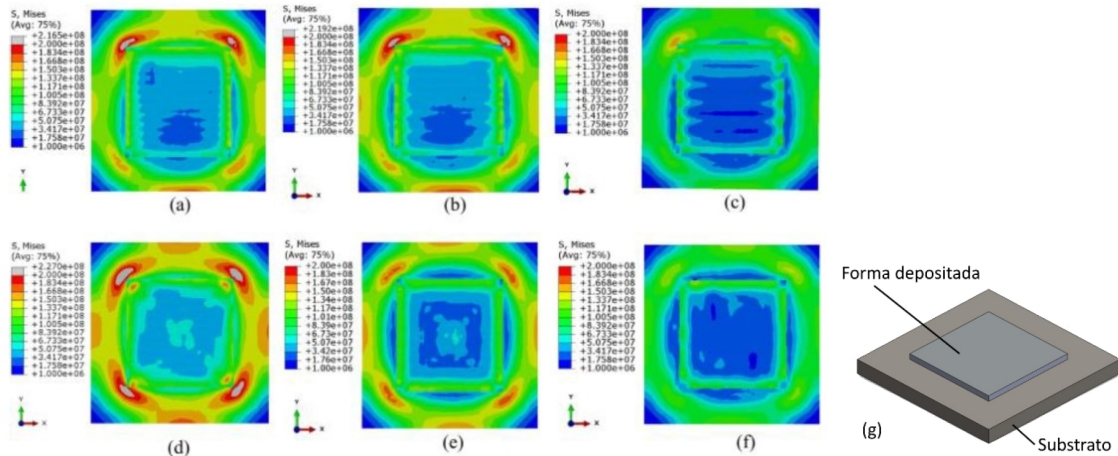 S, Mises
(Avg: 75%)
+2.165e+08
+2.000e+08
+1.834e+08
+1.668e+08
+1.503e+08
+1.337e+08
+1.171e+08
+1.005e+08
+8.392e+07
+6.733e+07
+5.075e+07
+3.417e+07
+1.758e+07
+1.000e+06
Y
(a)
S, Mises
(Avg: 75%)
+2.192e+08
+2.000e+08
+1.834e+08
+1.668e+08
+1.503e+08
+1.337e+08
+1.171e+08
+1.005e+08
+8.392e+07
+6.733e+07
+5.075e+07
+3.417e+07
+1.758e+07
+1.000e+06
Y
X
(b)
S, Mises
(Avg: 75%)
+2.000e+08
+1.834e+08
+1.668e+08
+1.503e+08
+1.337e+08
+1.171e+08
+1.005e+08
+8.392e+07
+6.733e+07
+5.075e+07
+3.417e+07
+1.758e+07
+1.000e+06
Y
X
(c)
S, Mises
(Avg: 75%)
+2.270e+08
+2.000e+08
+1.834e+08
+1.668e+08
+1.503e+08
+1.337e+08
+1.171e+08
+1.005e+08
+8.392e+07
+6.733e+07
+5.075e+07
+3.417e+07
+1.758e+07
+1.000e+06
Y
X
(d)
S, Mises
(Avg: 75%)
+2.00e+08
+1.83e+08
+1.67e+08
+1.50e+08
+1.34e+08
+1.17e+08
+1.01e+08
+8.39e+07
+6.73e+07
+5.07e+07
+3.42e+07
+1.76e+07
+1.00e+06
Y
X
(e)
S, Mises
(Avg: 75%)
+2.000e+08
+1.834e+08
+1.668e+08
+1.503e+08
+1.337e+08
+1.171e+08
+1.005e+08
+8.392e+07
+6.733e+07
+5.075e+07
+3.417e+07
+1.758e+07
+1.000e+06
Y
X
(f)
Forma depositada
(g)
Substrato